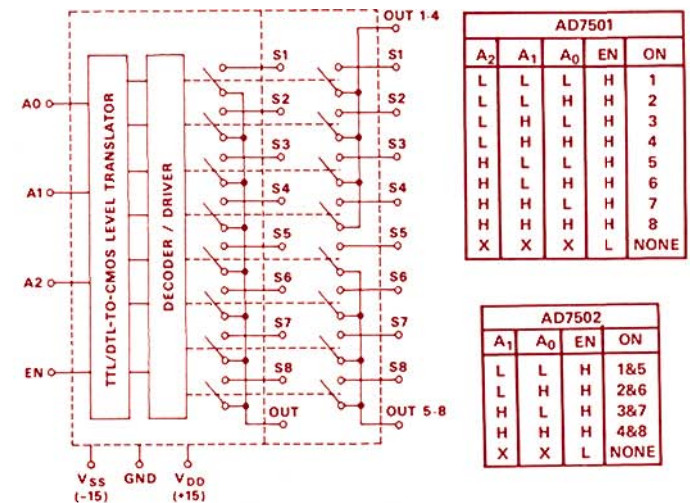 OUT 1-4
S1
S1
S2
S2
S3
S3
S4
S4
S5
S5
S6
S6
S7
S7
S8
S8
OUT
OUT 5-8
A0
A1
A2
EN
TTL/DTL-TO-CMOS LEVEL TRANSLATOR
DECODER / DRIVER
VSS
(-15)
GND
VDD
(+15)
AD7501
A2 A1 A0 EN ON
L L L H 1
L L H H 2
L H L H 3
L H H H 4
H L L H 5
H L H H 6
H H L H 7
H H H H 8
X X X L NONE
AD7502
A1 A0 EN ON
L L H 1&5
L H H 2&6
H L H 3&7
H H H 4&8
X X L NONE